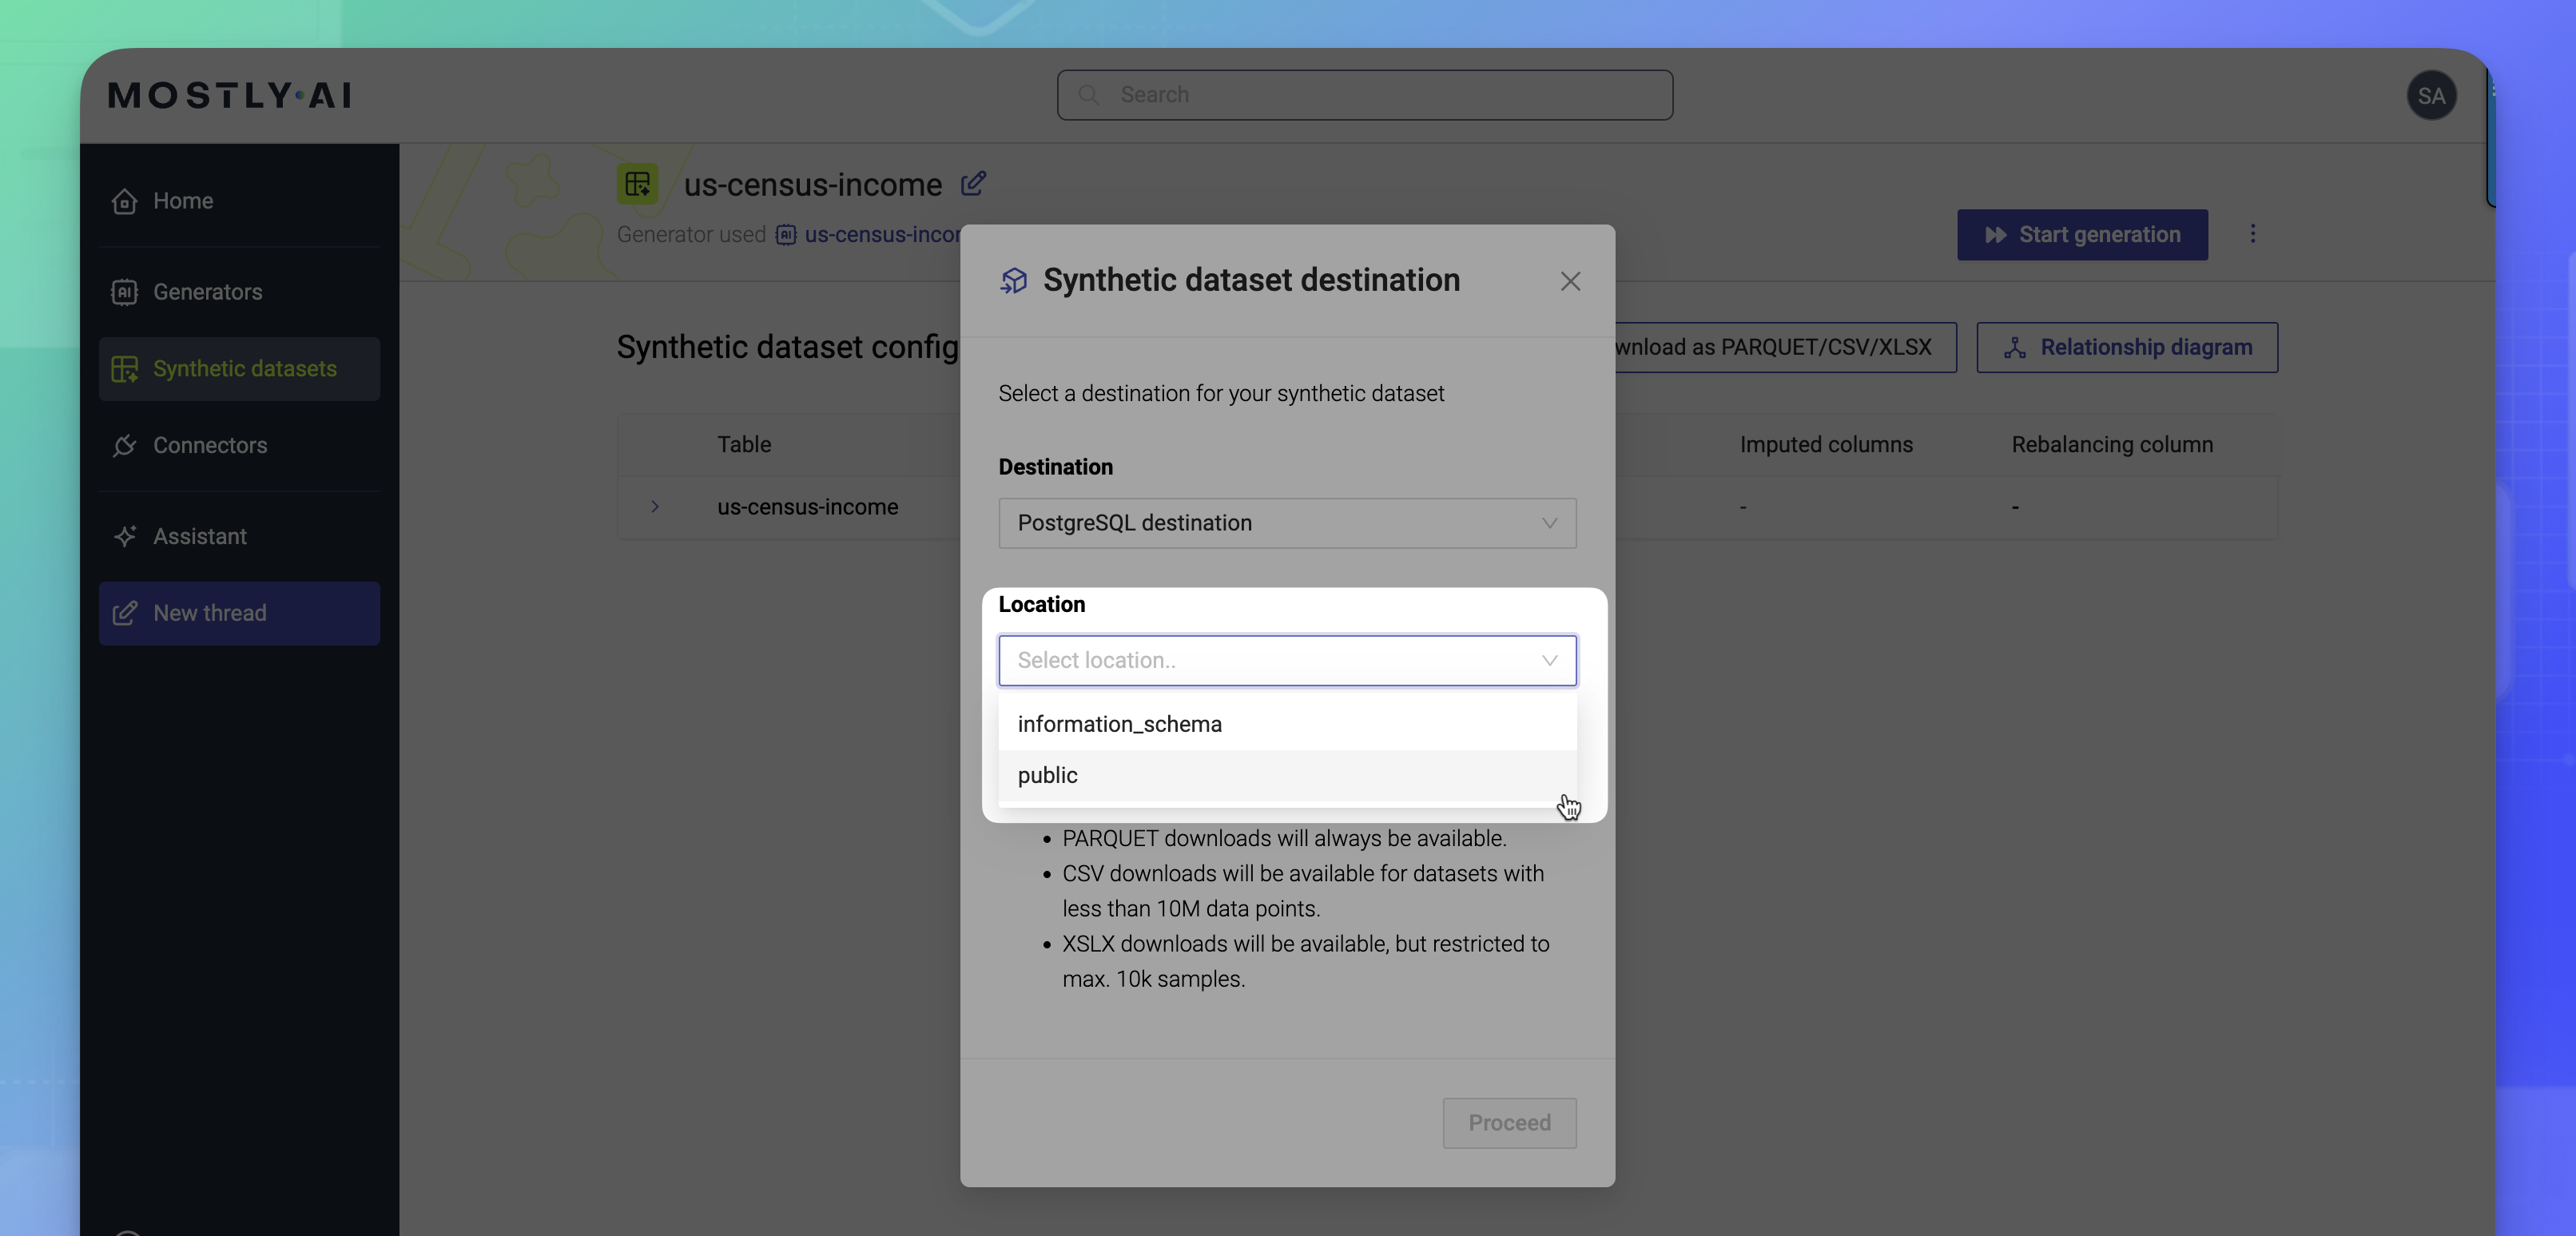 MOSTLY·AI
Search
SA
Home
Generators
Synthetic datasets
Connectors
Assistant
New thread
us-census-income
Generator used AI us-census-incor
Start generation
Synthetic dataset config
wnload as PARQUET/CSV/XLSX
Relationship diagram
Table
Imputed columns
Rebalancing column
us-census-income
-
-
Synthetic dataset destination
Select a destination for your synthetic dataset
Destination
PostgreSQL destination
Location
Select location..
information_schema
public
• PARQUET downloads will always be available.
• CSV downloads will be available for datasets with
less than 10M data points.
• XSLX downloads will be available, but restricted to
max. 10k samples.
Proceed